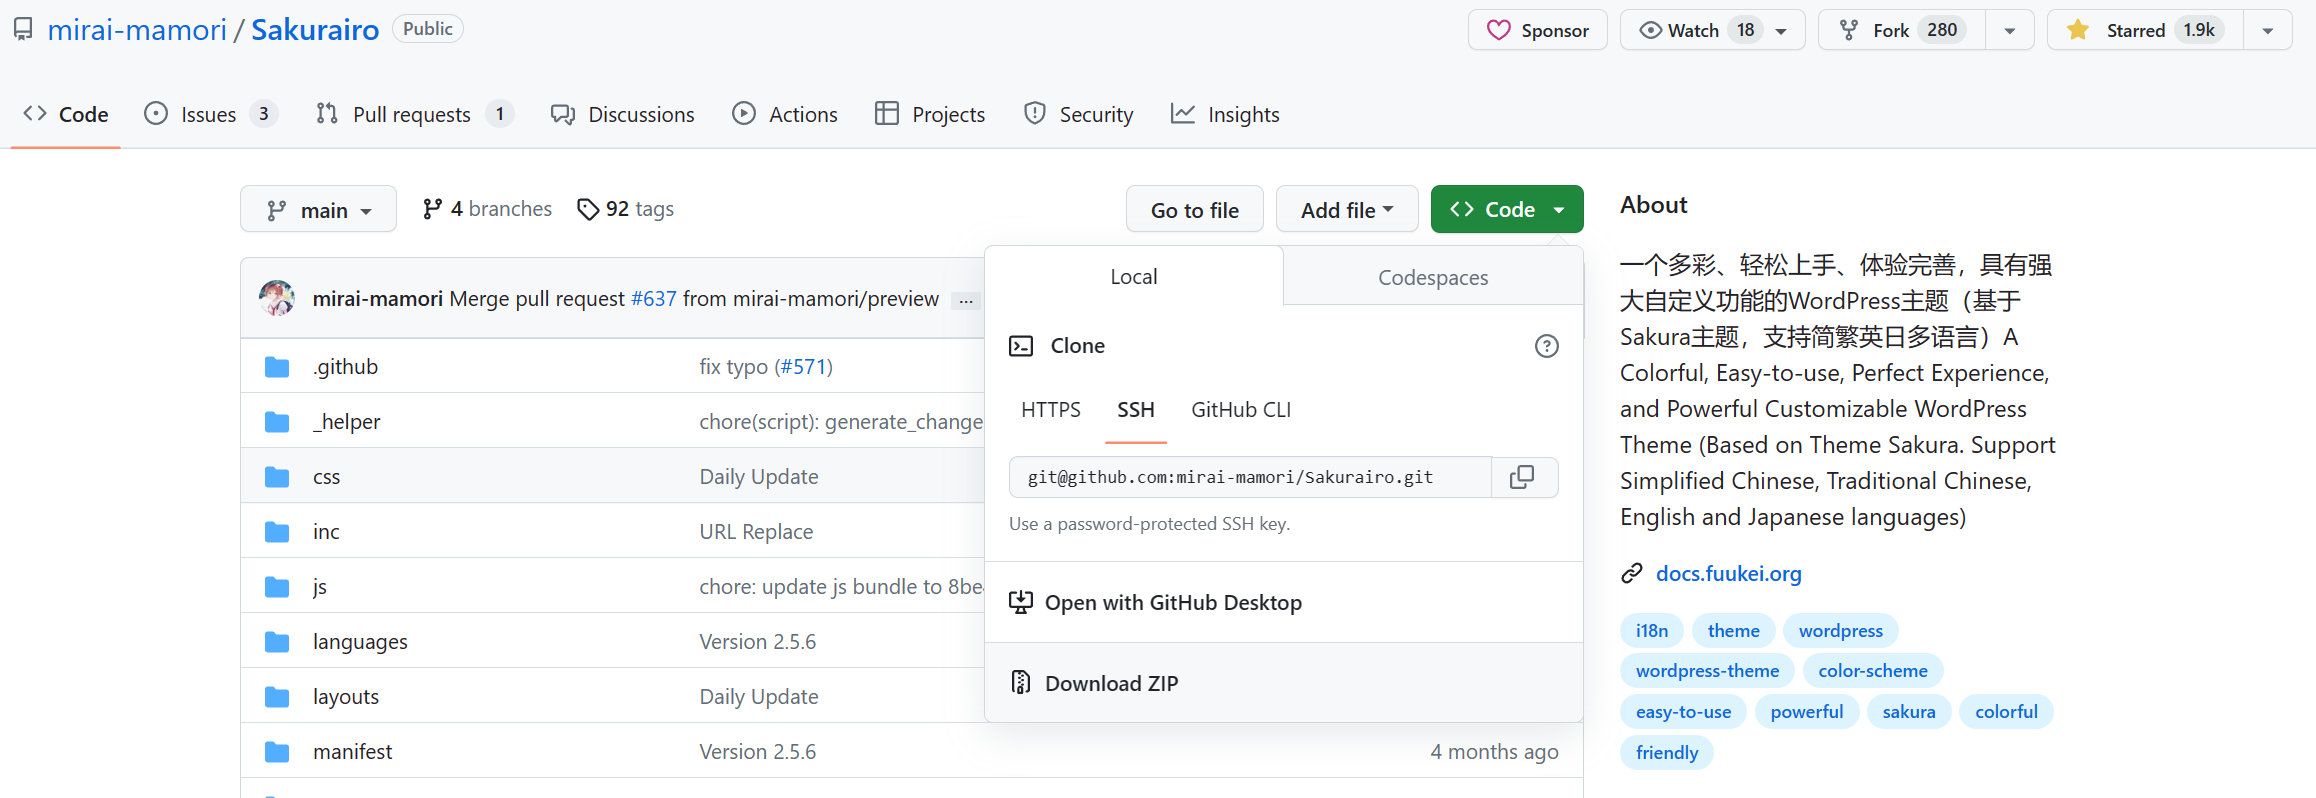 mirai-mamori / Sakurairo Public
Sponsor Watch 18 Fork 280 Starred 1.9k
Code Issues 3 Pull requests 1 Discussions Actions Projects Security Insights
main 4 branches 92 tags Go to file Add file Code
mirai-mamori Merge pull request #637 from mirai-mamori/preview ...
.github fix typo (#571)
_helper chore(script): generate_change
css Daily Update
inc URL Replace
js chore: update js bundle to 8be
languages Version 2.5.6
layouts Daily Update
manifest Version 2.5.6 4 months ago
Local Codespaces
Clone
HTTPS SSH GitHub CLI
git@github.com:mirai-mamori/Sakurairo.git
Use a password-protected SSH key.
Open with GitHub Desktop
Download ZIP
About
一个多彩、轻松上手、体验完善，具有强
大自定义功能的WordPress主题（基于
Sakura主题，支持简繁英日多语言）A
Colorful, Easy-to-use, Perfect Experience,
and Powerful Customizable WordPress
Theme (Based on Theme Sakura. Support
Simplified Chinese, Traditional Chinese,
English and Japanese languages)
docs.fuukei.org
i18n theme wordpress
wordpress-theme color-scheme
easy-to-use powerful sakura colorful
friendly